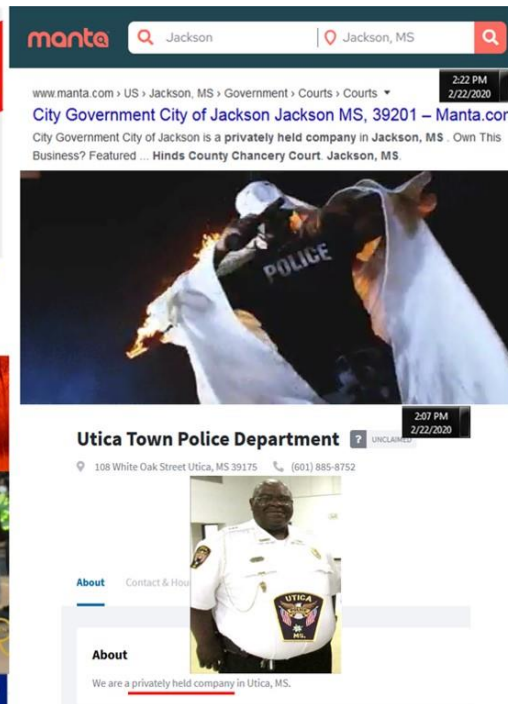 manta
Jackson
Jackson, MS
2:22 PM
2/22/2020
www.manta.com › US › Jackson, MS › Government › Courts › Courts
City Government City of Jackson Jackson MS, 39201 – Manta.com
City Government City of Jackson is a privately held company in Jackson, MS . Own This
Business? Featured ... Hinds County Chancery Court. Jackson, MS.
POLICE
2:07 PM
2/22/2020
Utica Town Police Department ? UNCLAIMED
108 White Oak Street Utica, MS 39175 (601) 885-8752
UTICA
MS.
About Contact & Hou
About
We are a privately held company in Utica, MS.